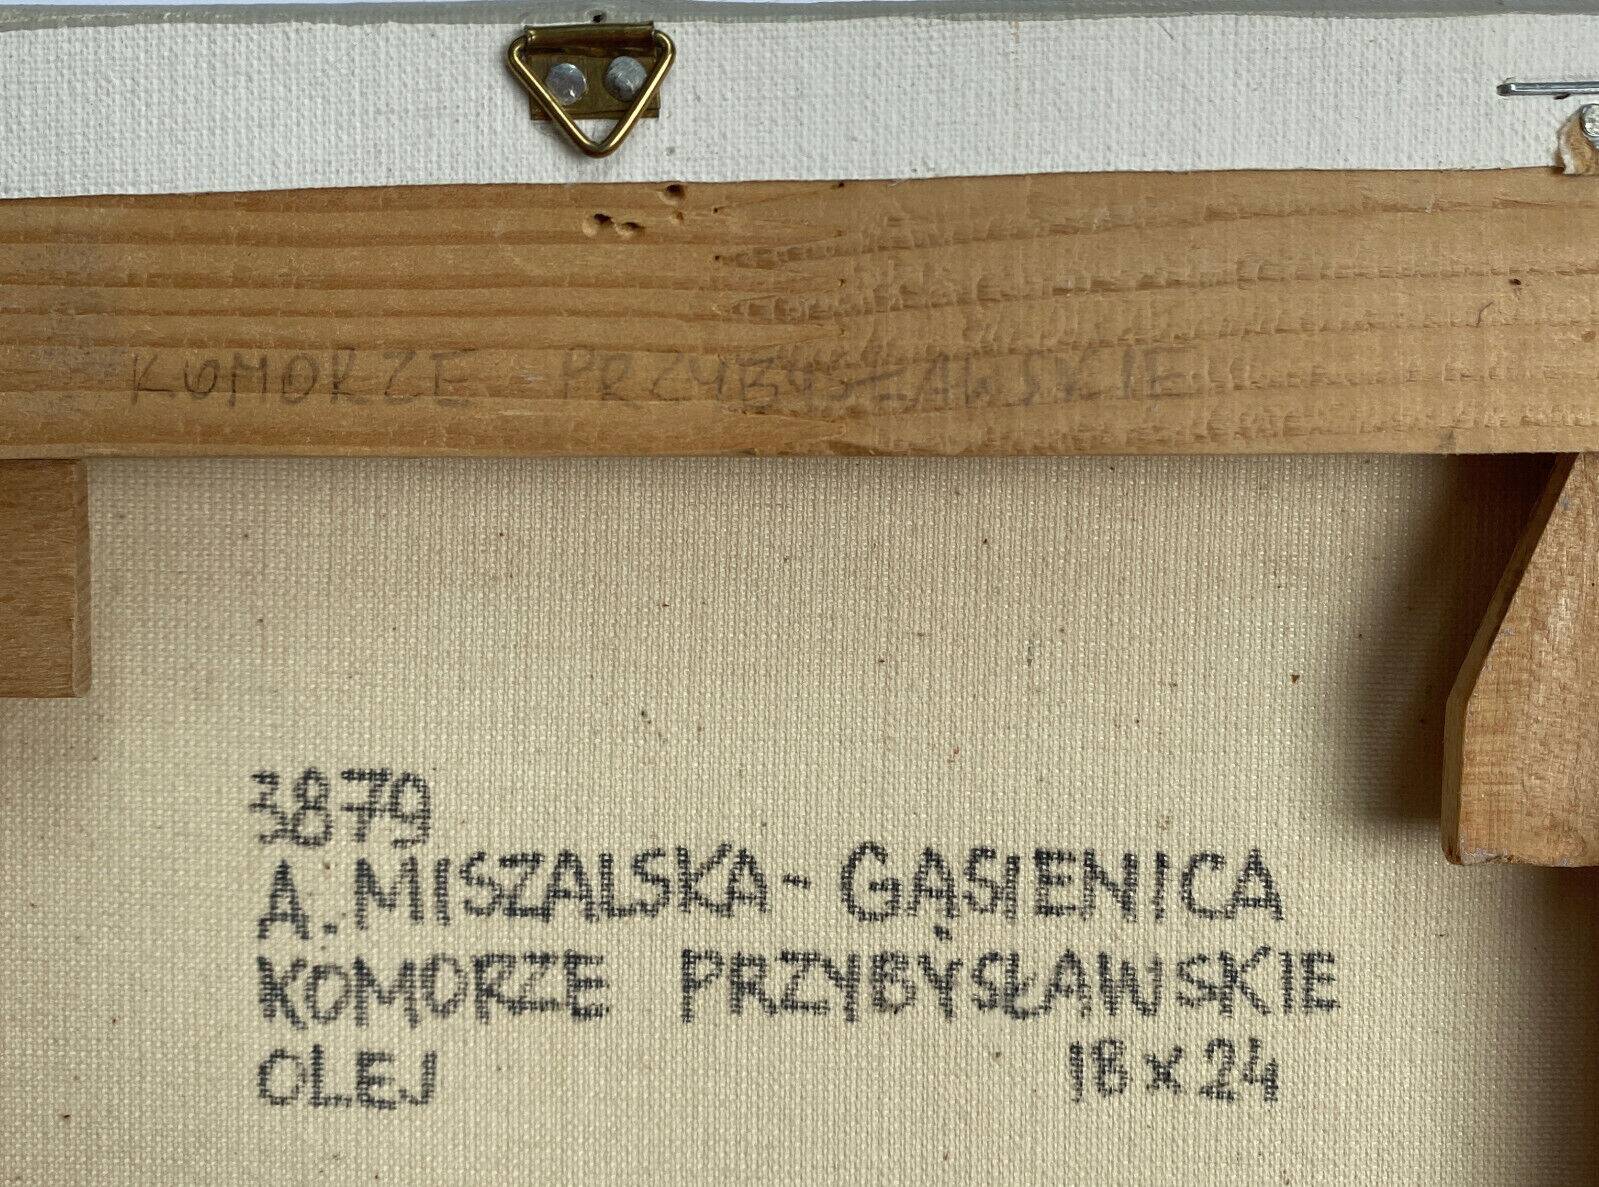 KOMORZE PRZYBYSŁAWSKIE
3879
A. MISZALSKA - GĄSIENICA
KOMORZE PRZYBYSŁAWSKIE
OLEJ 18 x 24